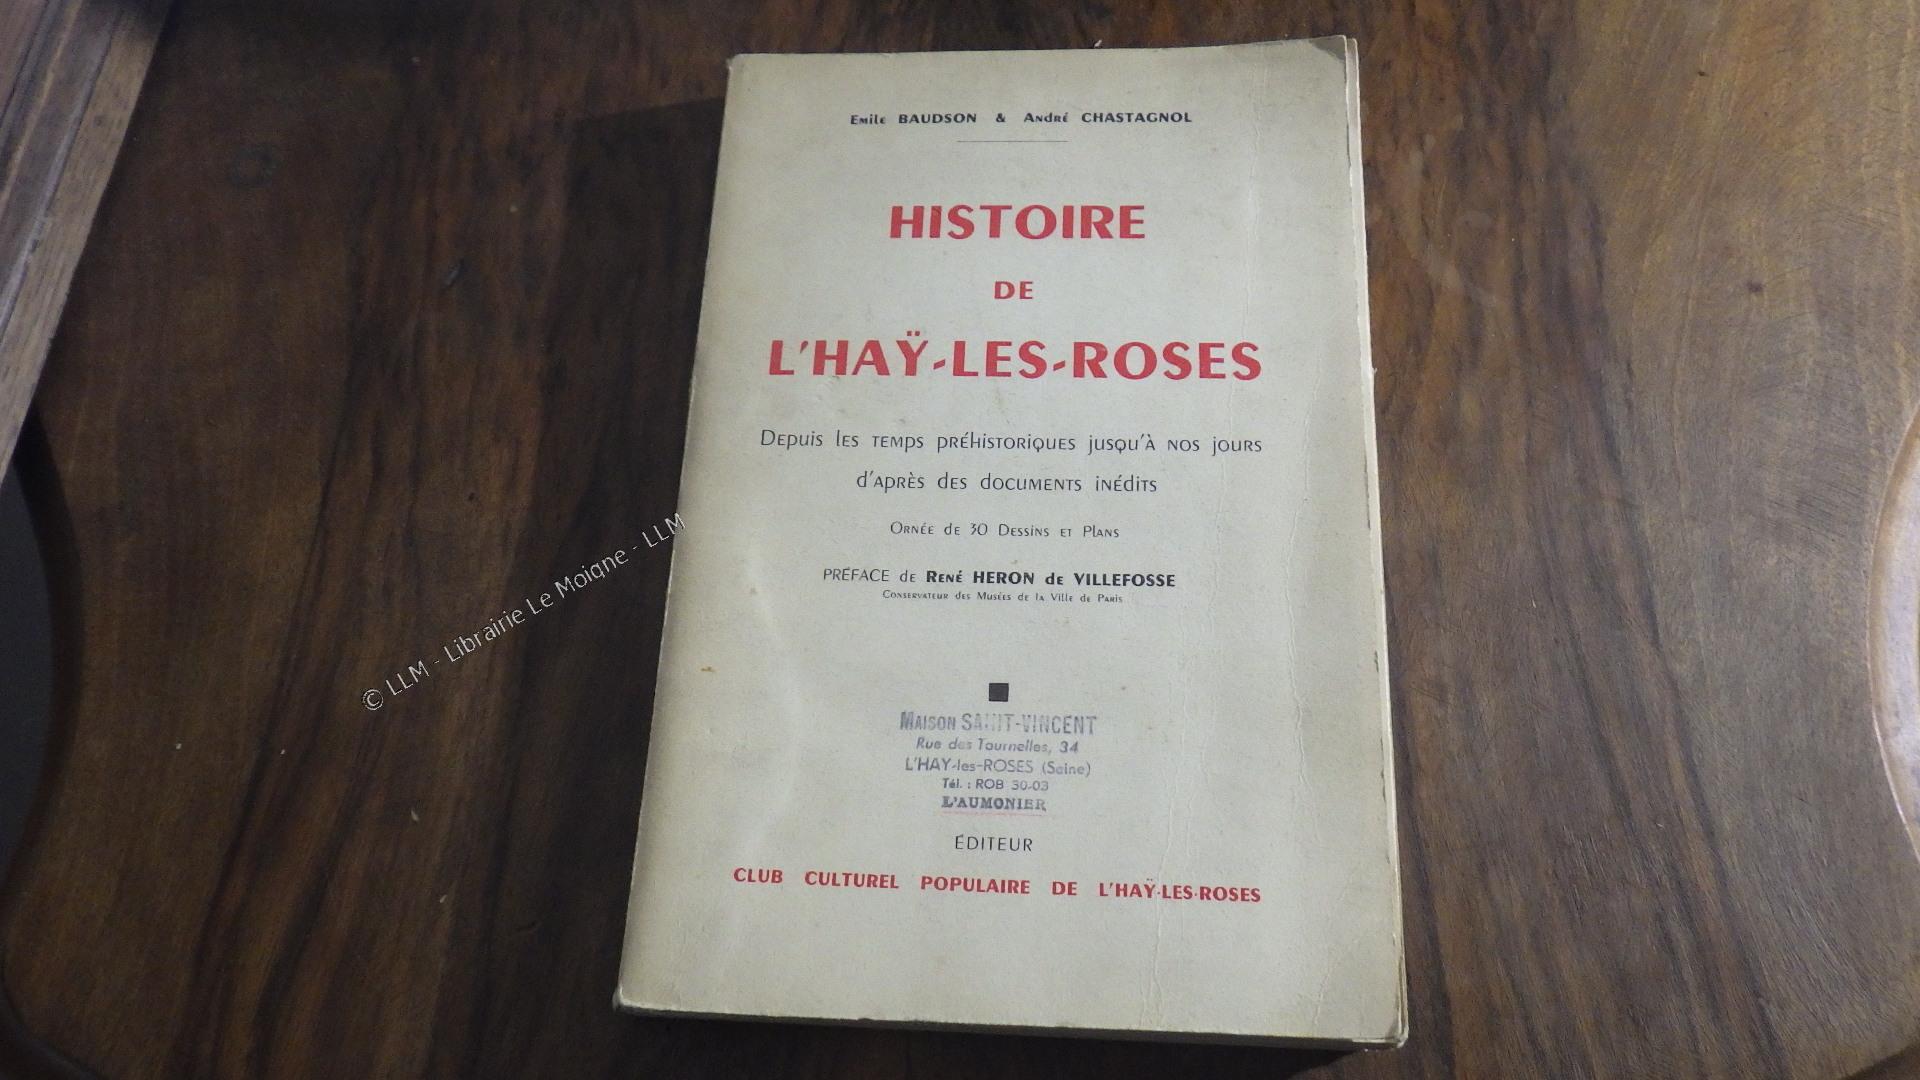 Emile BAUDSON & André CHASTAGNOL
HISTOIRE
DE
L'HAŸ-LES-ROSES
Depuis les temps préhistoriques jusqu'à nos jours
d'après des documents inédits
Ornée de 30 Dessins et Plans
PRÉFACE de René HERON de VILLEFOSSE
Conservateur des Musées de la Ville de Paris
MAISON SAINT-VINCENT
Rue des Tournelles, 34
L'HAY-les-ROSES (Seine)
Tél. : ROB 30-03
L'AUMONIER
ÉDITEUR
CLUB CULTUREL POPULAIRE DE L'HAŸ-LES-ROSES
© LLM - Librairie Le Moigne - LLM